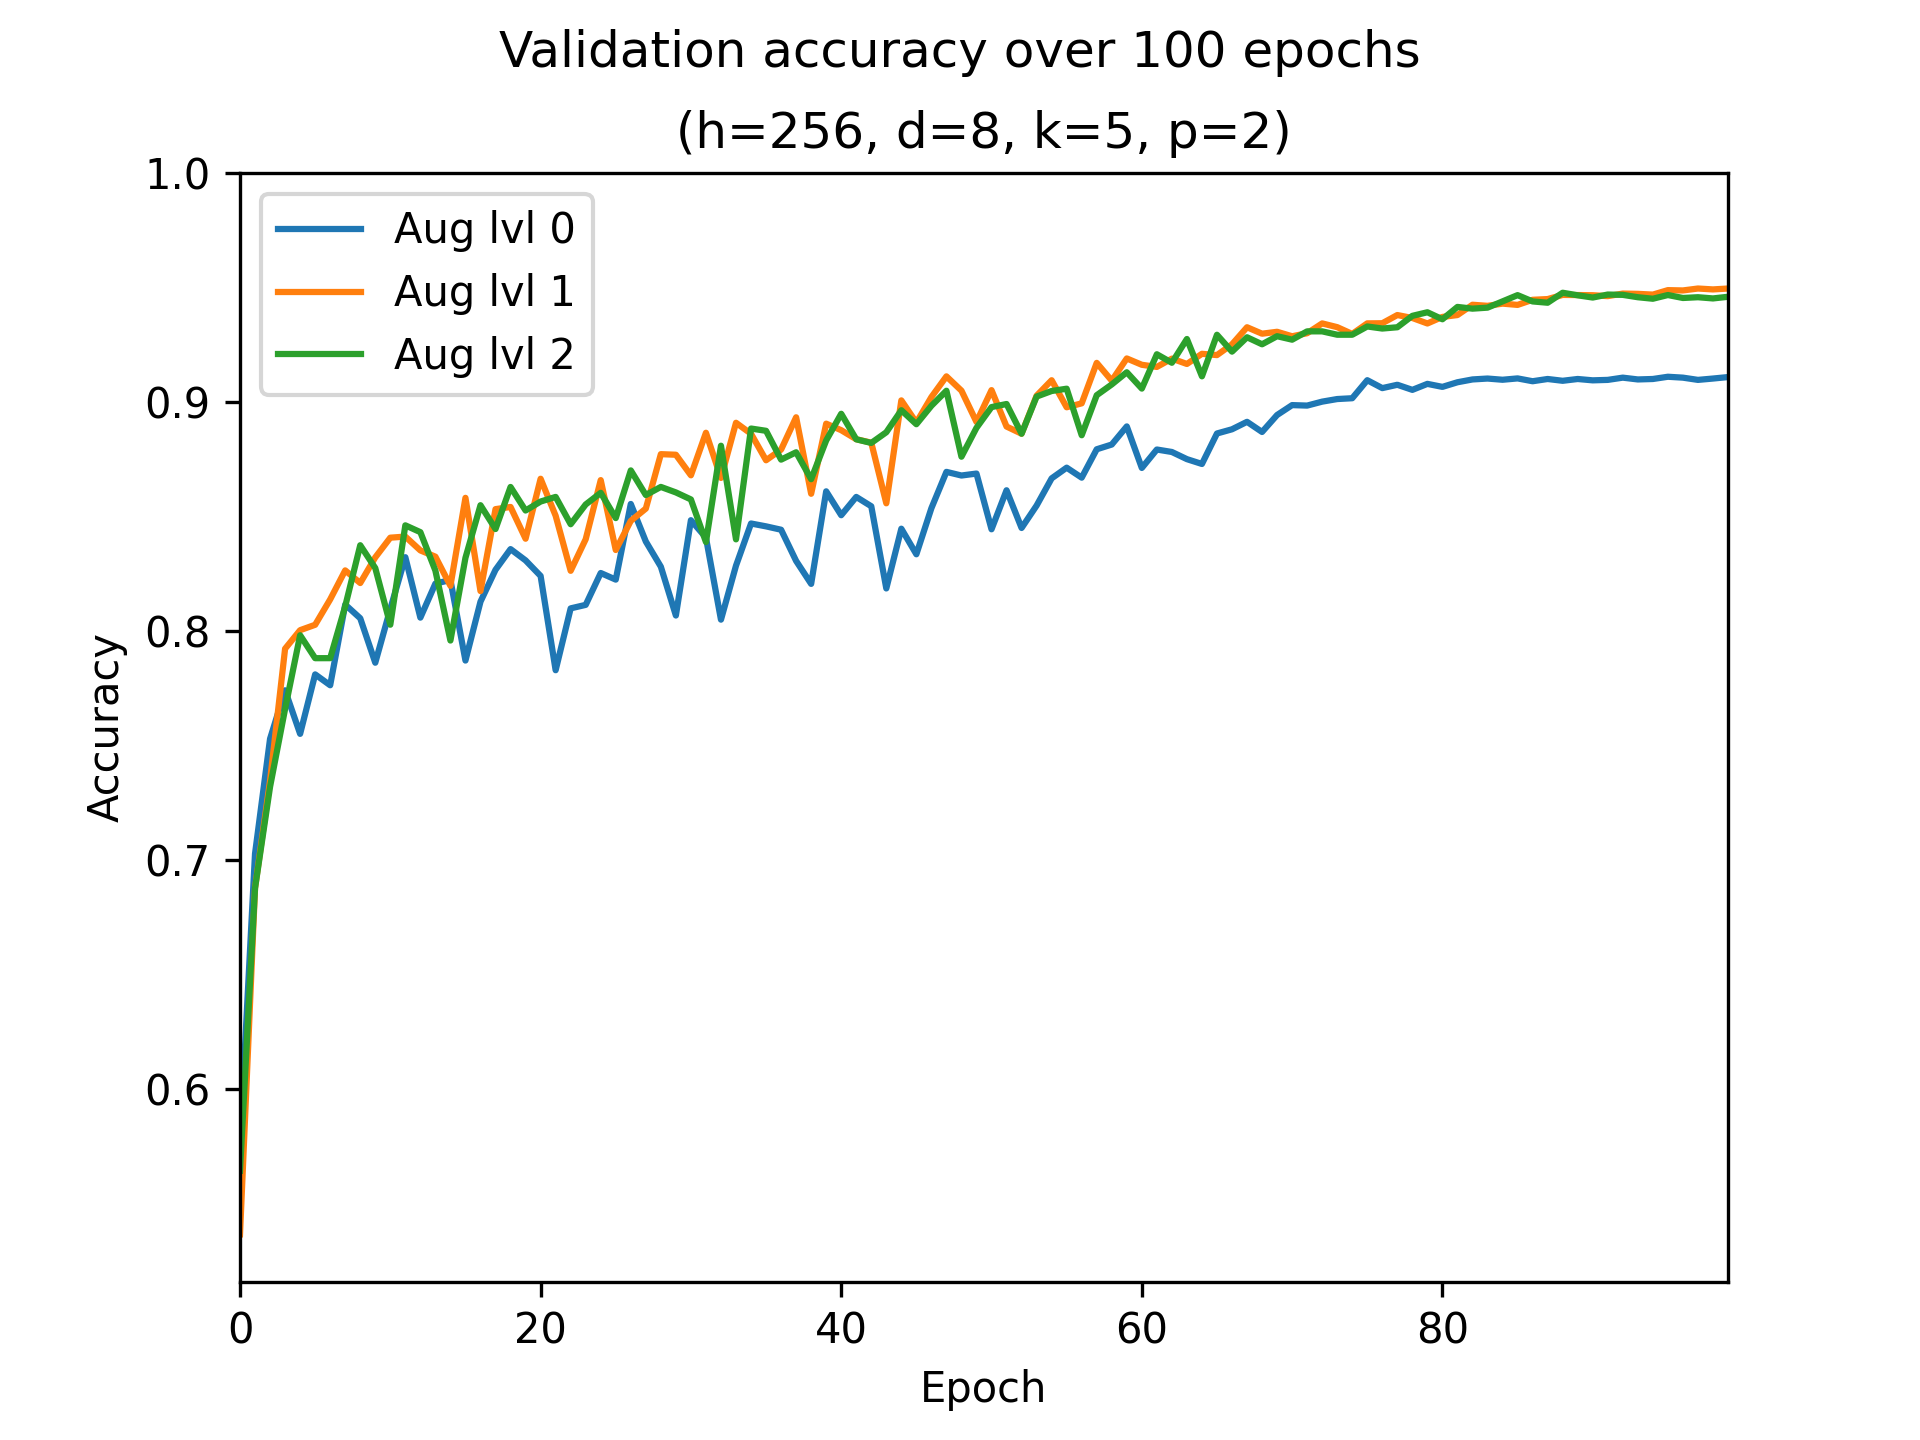 Validation accuracy over 100 epochs
(h=256, d=8, k=5, p=2)
1.0
0.9
0.8
0.7
0.6
Accuracy
Aug lvl 0
Aug lvl 1
Aug lvl 2
0 20 40 60 80
Epoch